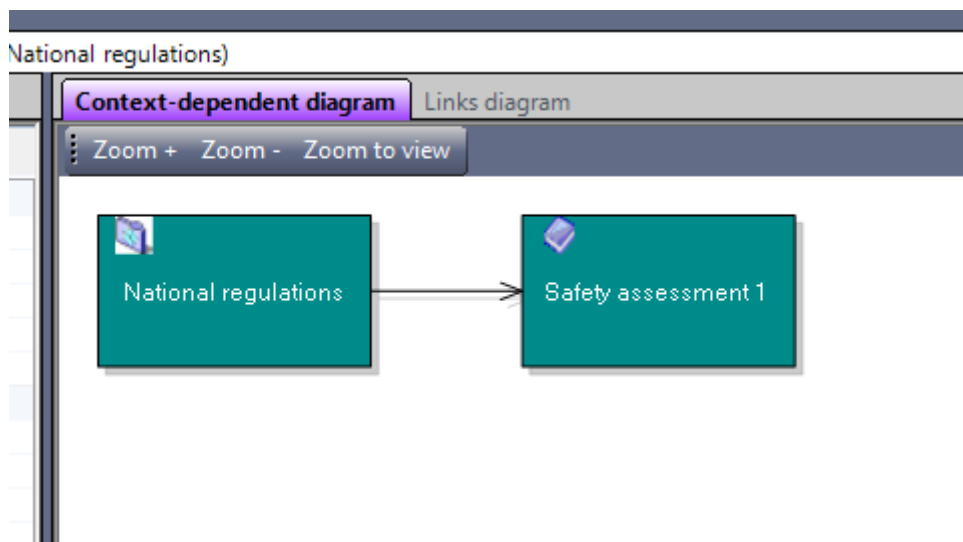 National regulations)
Context-dependent diagram Links diagram
Zoom + Zoom - Zoom to view
National regulations Safety assessment 1